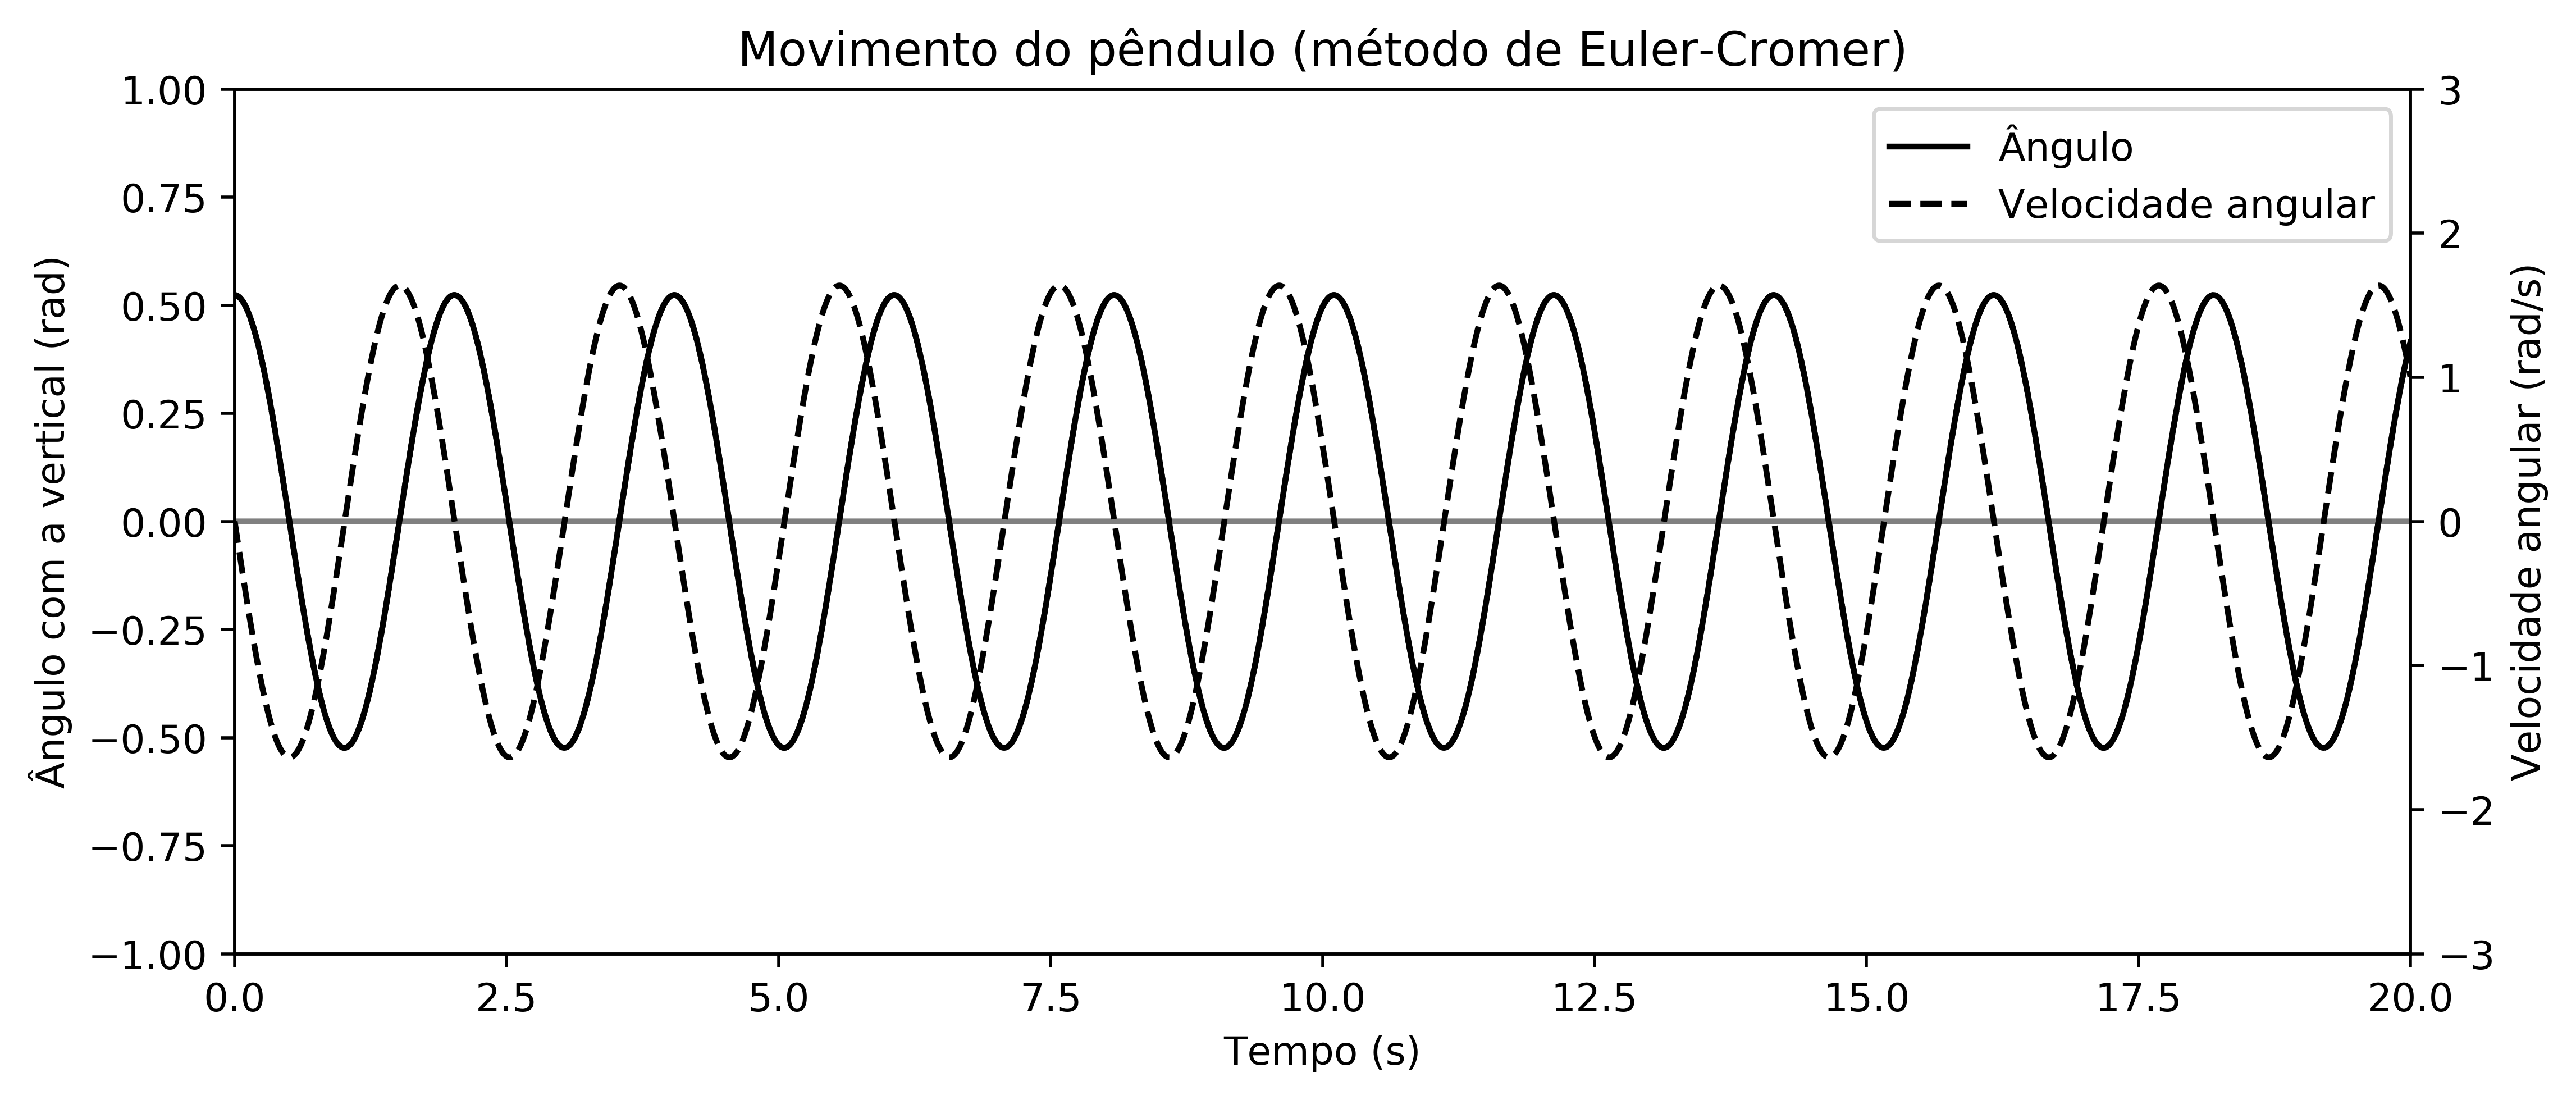 Movimento do pêndulo (método de Euler-Cromer)
Ângulo
Velocidade angular
Ângulo com a vertical (rad)
1.00
0.75
0.50
0.25
0.00
−0.25
−0.50
−0.75
−1.00
3
2
1
0
−1
−2
−3
Velocidade angular (rad/s)
0.0 2.5 5.0 7.5 10.0 12.5 15.0 17.5 20.0
Tempo (s)